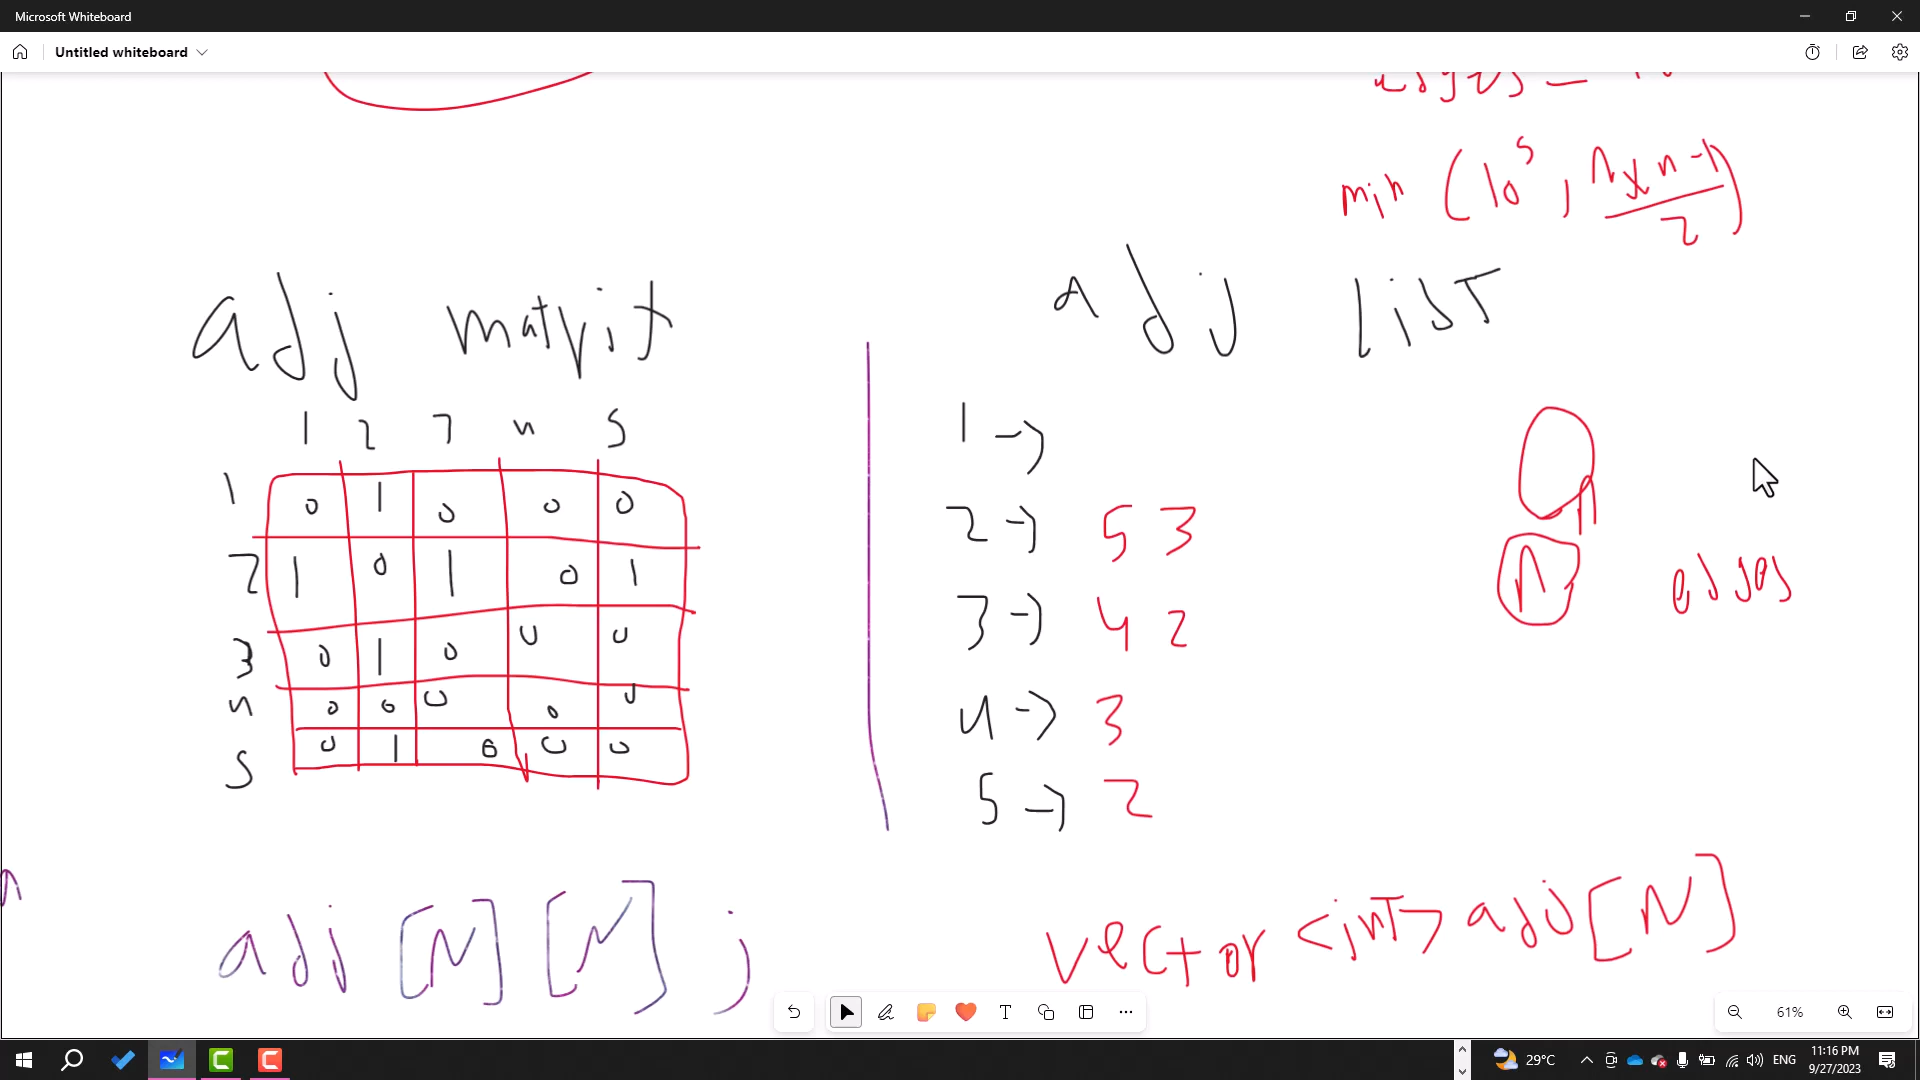 Microsoft Whiteboard
Untitled whiteboard
min (10^5, n x n-1 / 2)
adj matrix
adj list
1 2 3 4 5
1 0 1 0 0 0
2 1 0 1 0 1
3 0 1 0 0 0
4 0 0 0 0 0
5 0 1 0 0 0
1 ->
2 -> 5 3
3 -> 4 2
4 -> 3
5 -> 2
n edges
adj [N] [N] ;
vector <int> adj [N]
T
61%
29°C
ENG
11:16 PM
9/27/2023